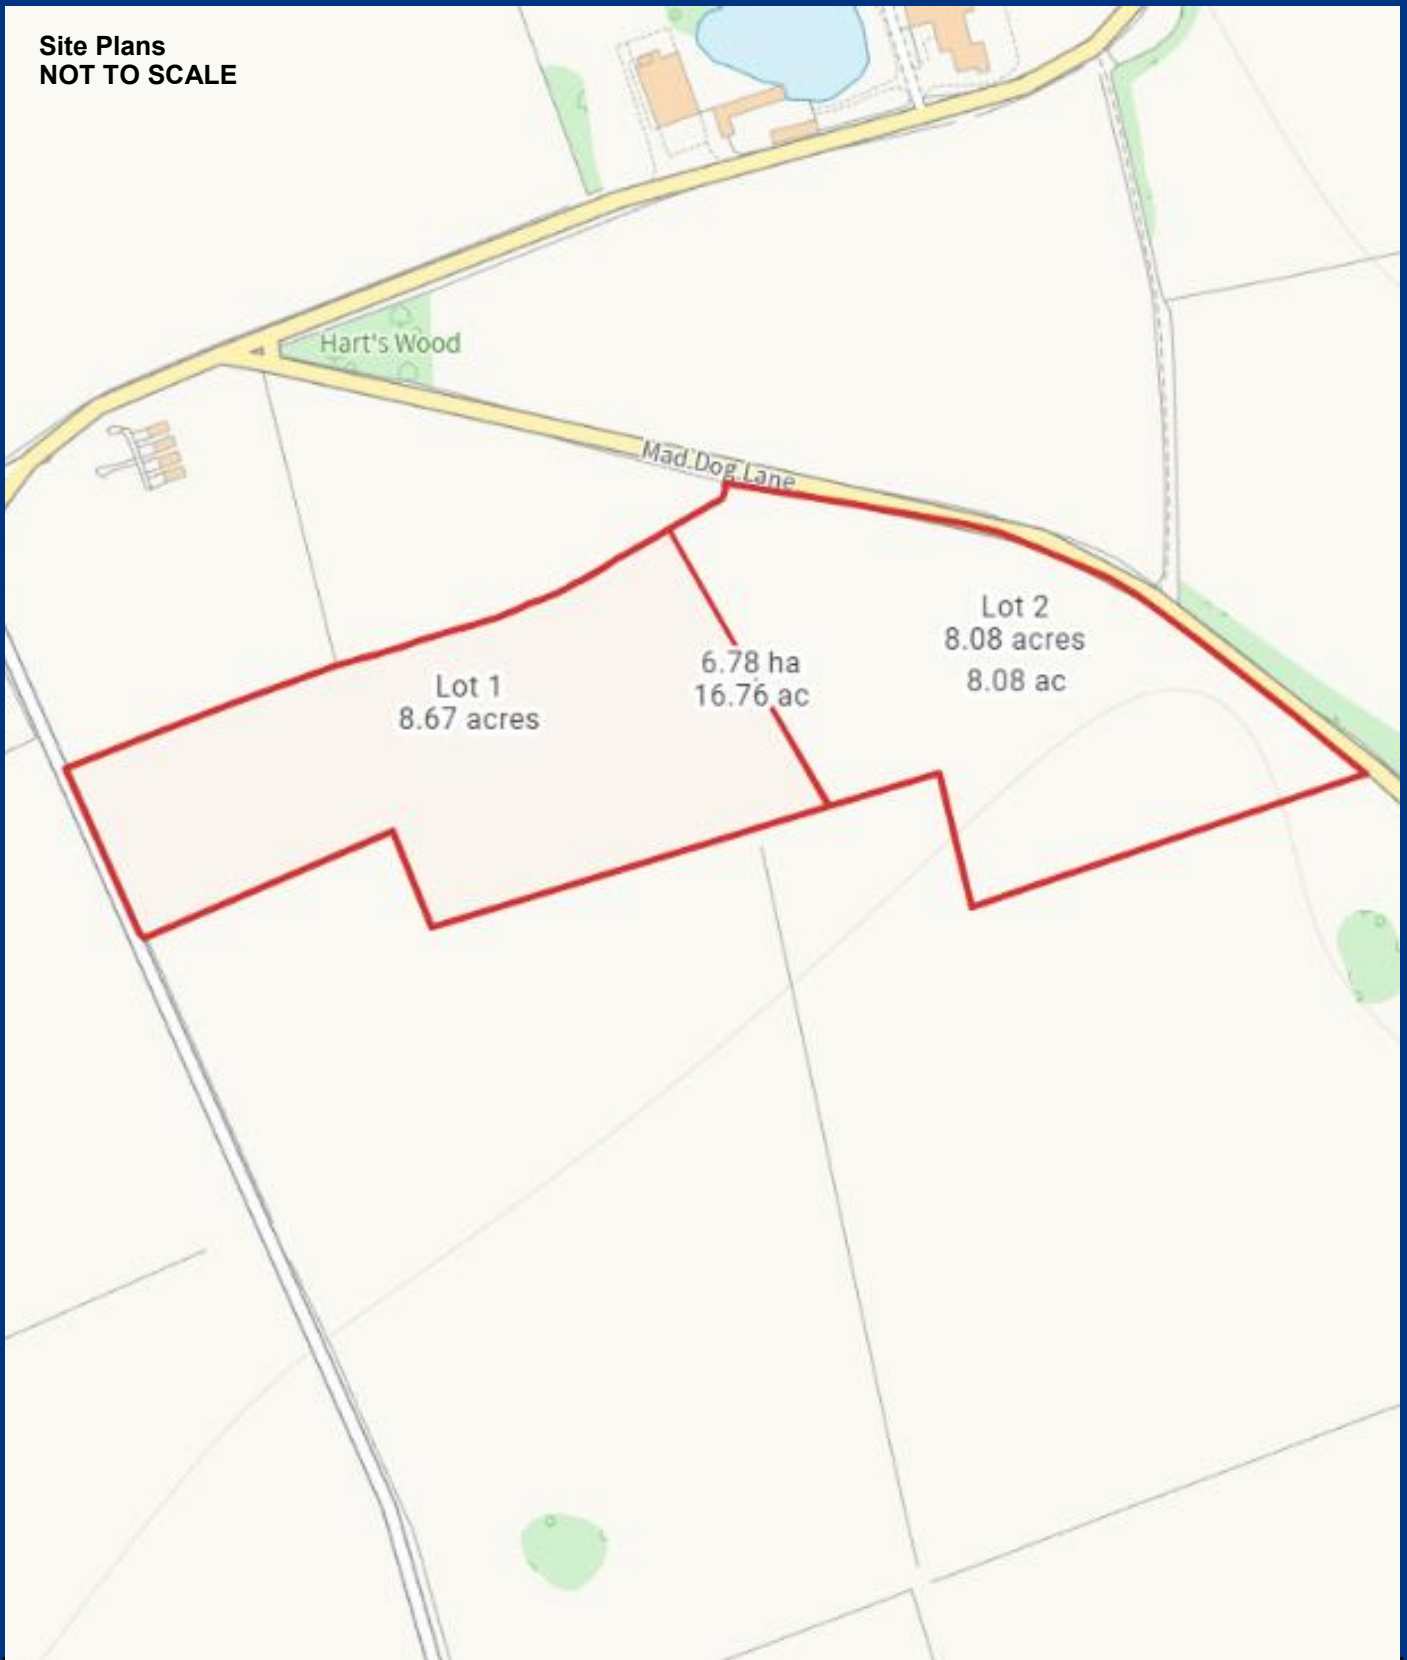 Site Plans
NOT TO SCALE
Hart's Wood
Mad Dog Lane
Lot 2
8.08 acres
8.08 ac
6.78 ha
16.76 ac
Lot 1
8.67 acres